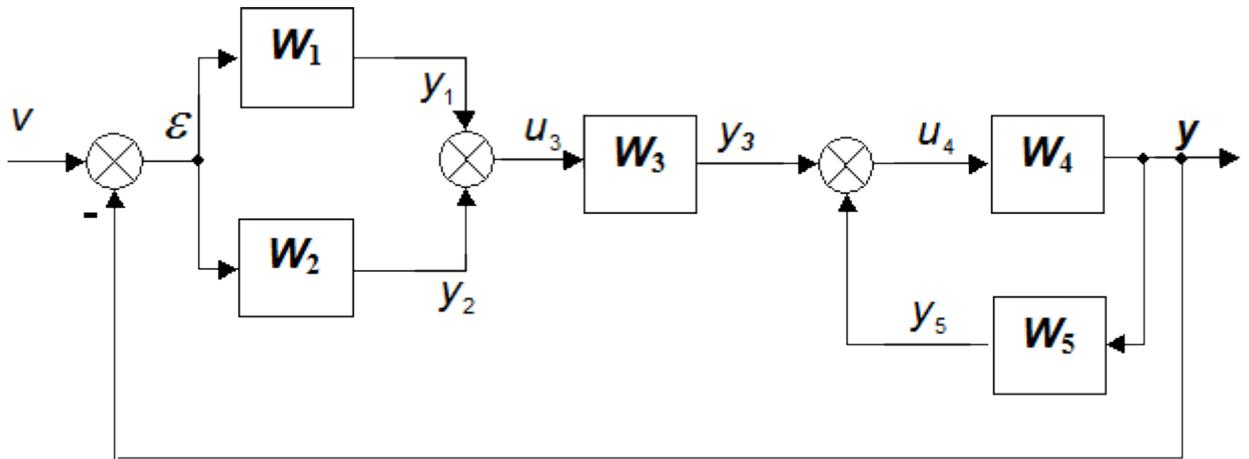 v
-
ε
W₁
y₁
W₂
y₂
u₃
W₃
y₃
u₄
W₄
y
y₅
W₅